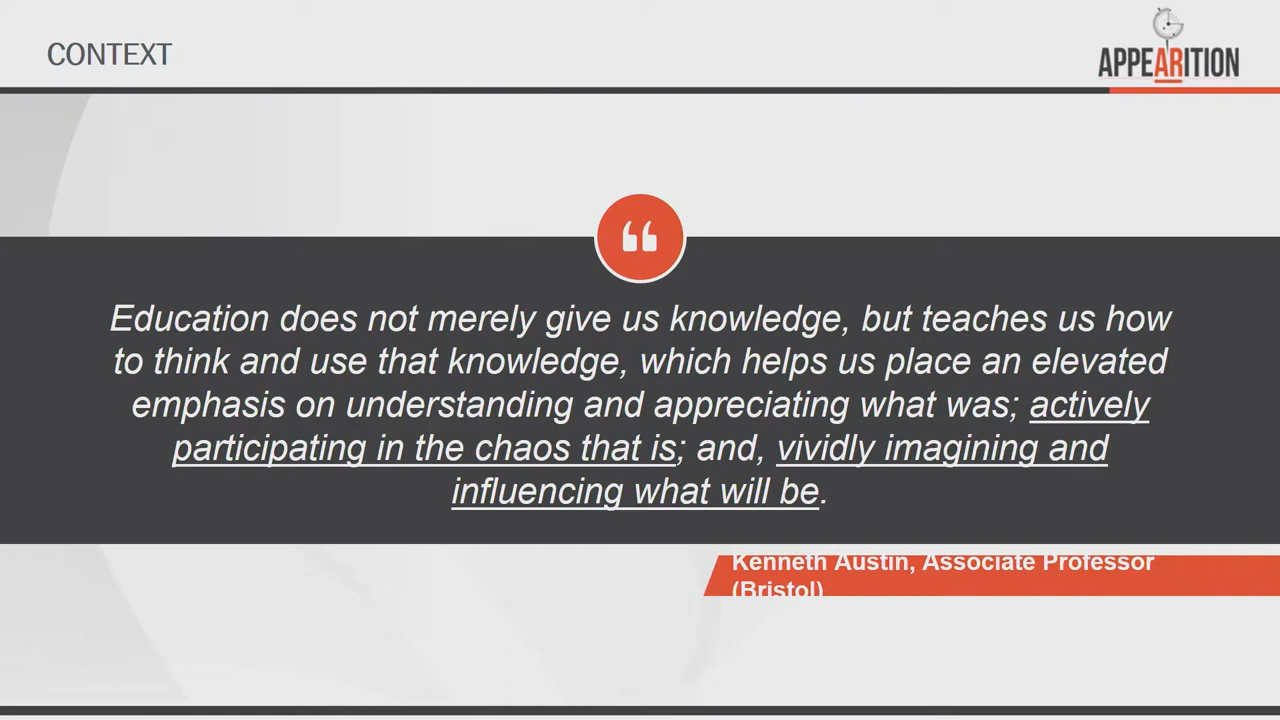 CONTEXT
APPEARITION
Education does not merely give us knowledge, but teaches us how
to think and use that knowledge, which helps us place an elevated
emphasis on understanding and appreciating what was; actively
participating in the chaos that is; and, vividly imagining and
influencing what will be.
Kenneth Austin, Associate Professor
(Bristol)